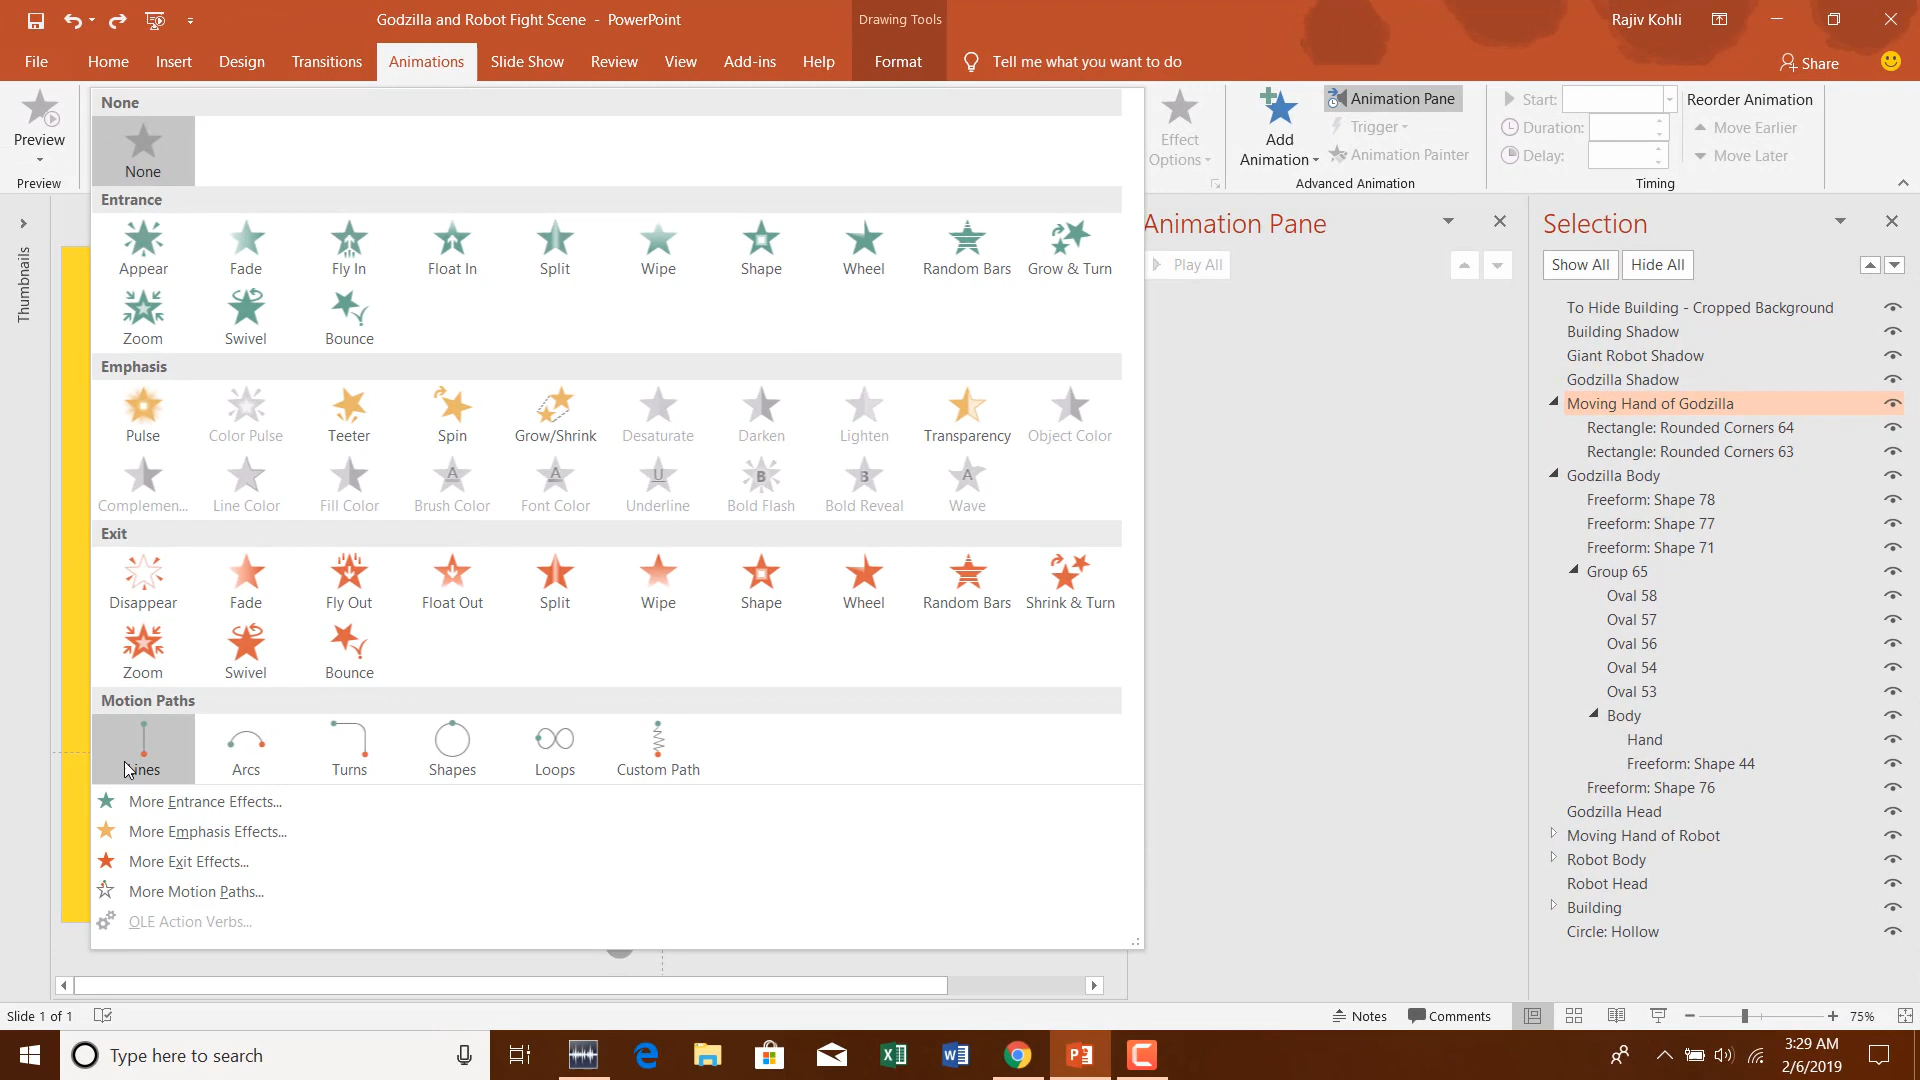 Godzilla and Robot Fight Scene - PowerPoint
Drawing Tools
Rajiv Kohli
File
Home
Insert
Design
Transitions
Animations
Slide Show
Review
View
Add-ins
Help
Format
Tell me what you want to do
Share
Preview
Preview
Effect
Options
Add
Animation
Animation Pane
Trigger
Animation Painter
Advanced Animation
Start:
Duration:
Delay:
Timing
Reorder Animation
Move Earlier
Move Later
Thumbnails
None
None
Entrance
Appear
Fade
Fly In
Float In
Split
Wipe
Shape
Wheel
Random Bars
Grow & Turn
Zoom
Swivel
Bounce
Emphasis
Pulse
Color Pulse
Teeter
Spin
Grow/Shrink
Desaturate
Darken
Lighten
Transparency
Object Color
Complemen...
Line Color
Fill Color
Brush Color
Font Color
Underline
Bold Flash
Bold Reveal
Wave
Exit
Disappear
Fade
Fly Out
Float Out
Split
Wipe
Shape
Wheel
Random Bars
Shrink & Turn
Zoom
Swivel
Bounce
Motion Paths
Lines
Arcs
Turns
Shapes
Loops
Custom Path
More Entrance Effects...
More Emphasis Effects...
More Exit Effects...
More Motion Paths...
OLE Action Verbs...
Animation Pane
Play All
Selection
Show All
Hide All
To Hide Building - Cropped Background
Building Shadow
Giant Robot Shadow
Godzilla Shadow
Moving Hand of Godzilla
Rectangle: Rounded Corners 64
Rectangle: Rounded Corners 63
Godzilla Body
Freeform: Shape 78
Freeform: Shape 77
Freeform: Shape 71
Group 65
Oval 58
Oval 57
Oval 56
Oval 54
Oval 53
Body
Hand
Freeform: Shape 44
Freeform: Shape 76
Godzilla Head
Moving Hand of Robot
Robot Body
Robot Head
Building
Circle: Hollow
Slide 1 of 1
Notes
Comments
75%
Type here to search
3:29 AM
2/6/2019